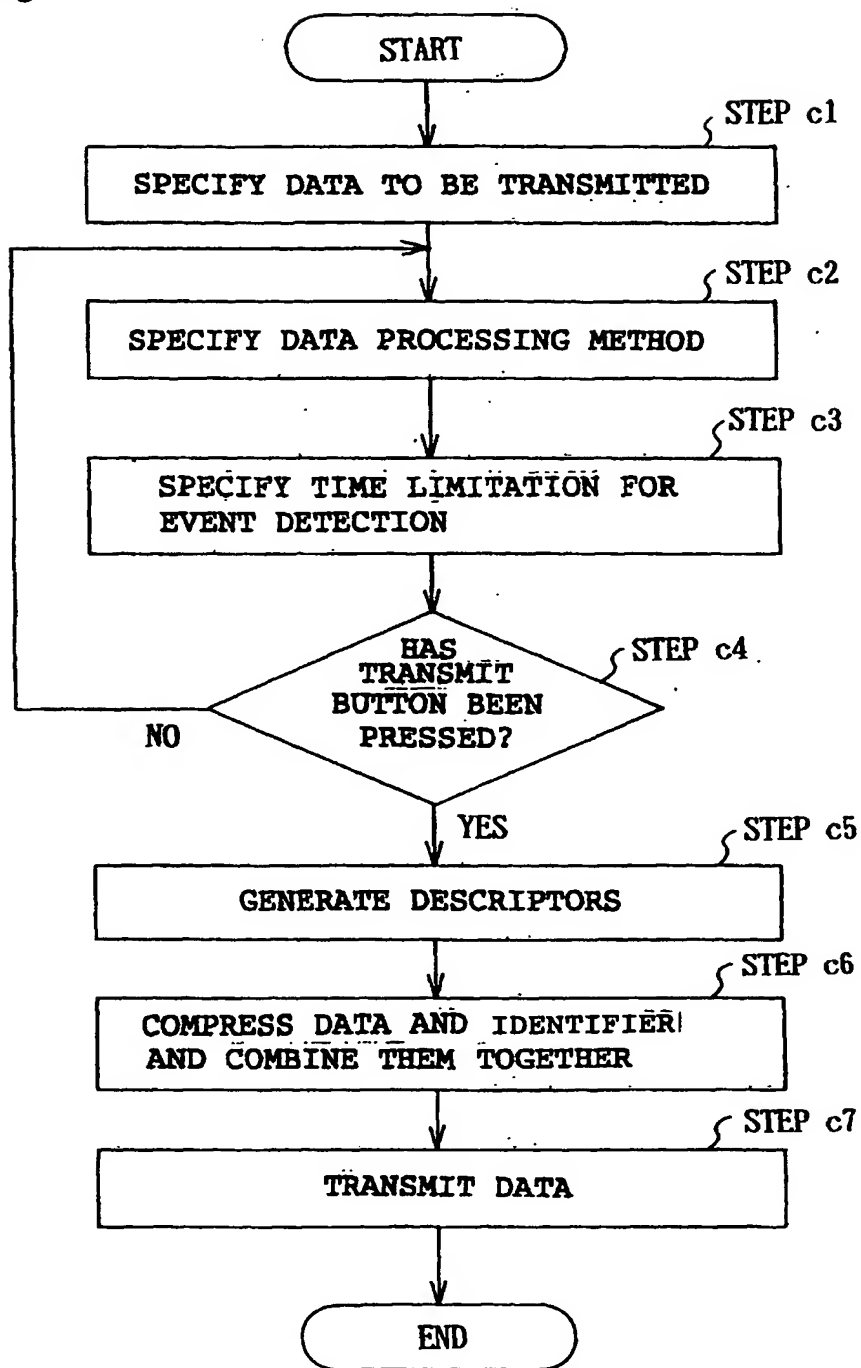 START
STEP c1
SPECIFY DATA TO BE TRANSMITTED
STEP c2
SPECIFY DATA PROCESSING METHOD
STEP c3
SPECIFY TIME LIMITATION FOR
EVENT DETECTION
HAS
TRANSMIT
BUTTON BEEN
PRESSED?
STEP c4
NO
YES
STEP c5
GENERATE DESCRIPTORS
STEP c6
COMPRESS DATA AND IDENTIFIER
AND COMBINE THEM TOGETHER
STEP c7
TRANSMIT DATA
END